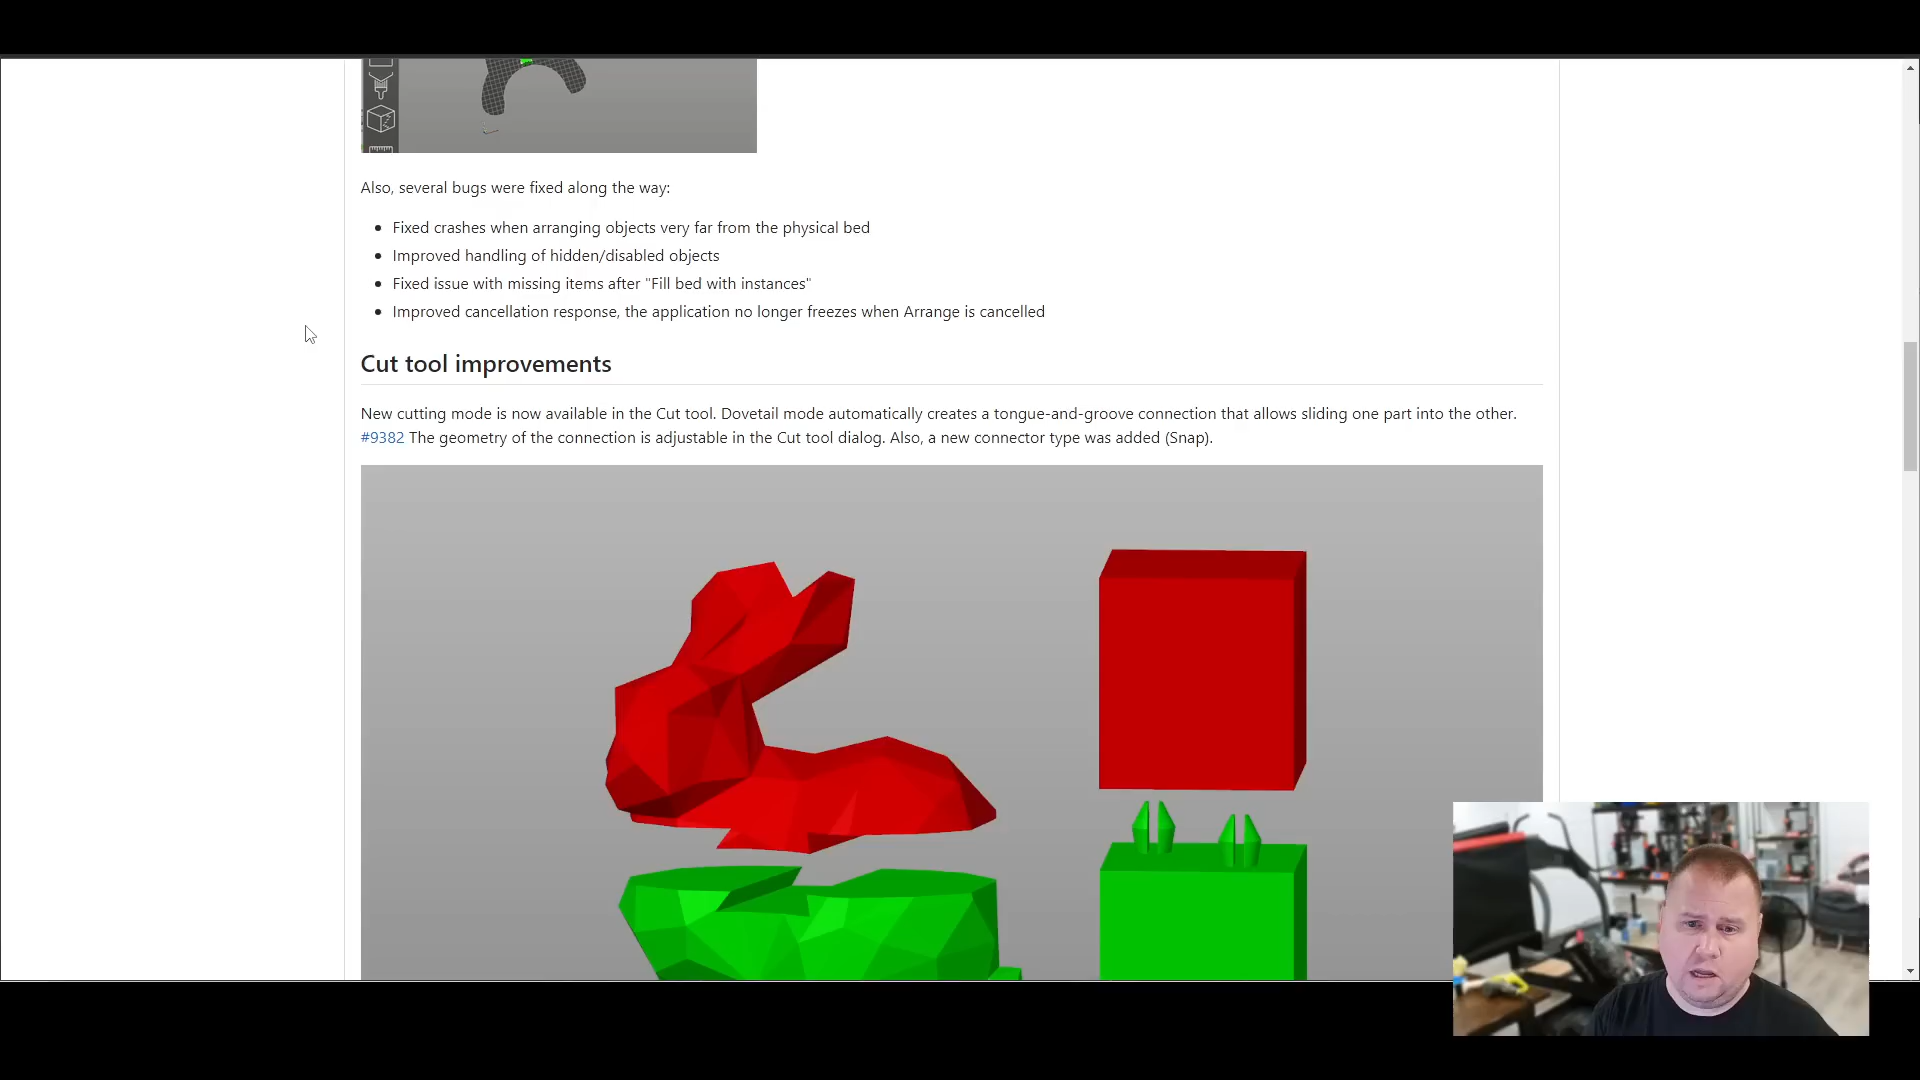 Also, several bugs were fixed along the way:
Fixed crashes when arranging objects very far from the physical bed
Improved handling of hidden/disabled objects
Fixed issue with missing items after "Fill bed with instances"
Improved cancellation response, the application no longer freezes when Arrange is cancelled
Cut tool improvements
New cutting mode is now available in the Cut tool. Dovetail mode automatically creates a tongue-and-groove connection that allows sliding one part into the other.
#9382 The geometry of the connection is adjustable in the Cut tool dialog. Also, a new connector type was added (Snap).